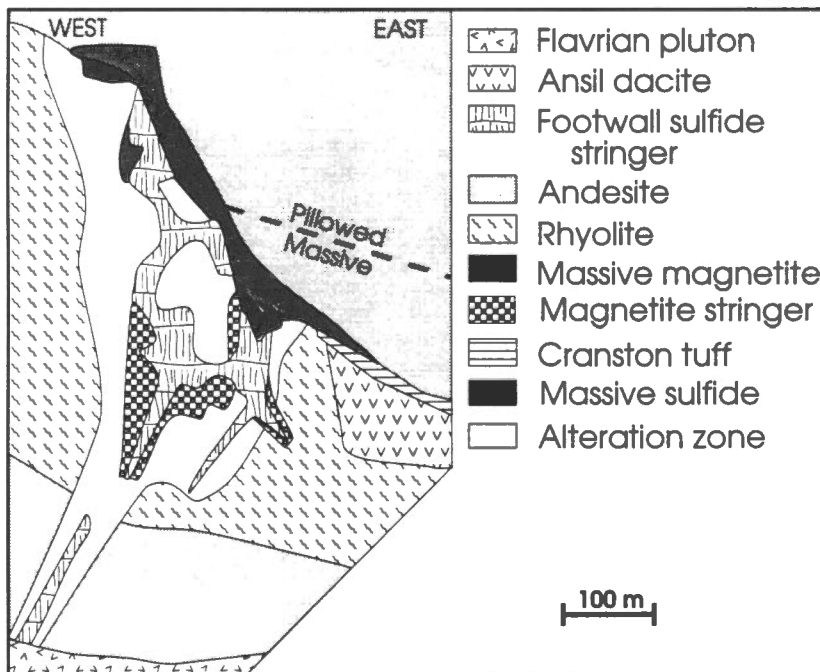 WEST
EAST
Pillowed
Massive
Flavrian pluton
Ansil dacite
Footwall sulfide
stringer
Andesite
Rhyolite
Massive magnetite
Magnetite stringer
Cranston tuff
Massive sulfide
Alteration zone
100 m